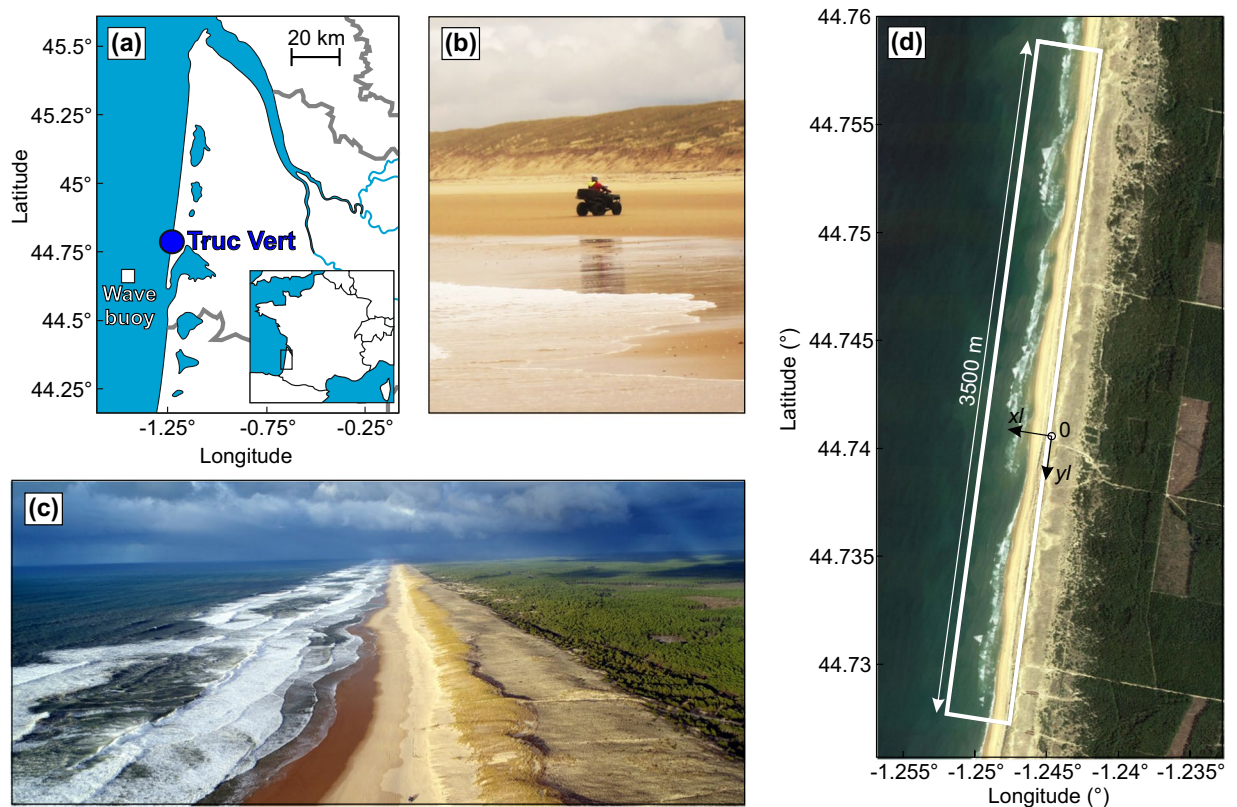 (a)
20 km
45.5°
45.25°
45°
44.75°
44.5°
44.25°
Latitude
Truc Vert
Wave
buoy
-1.25°
-0.75°
-0.25°
Longitude
(b)
(c)
(d)
44.76
44.755
44.75
44.745
44.74
44.735
44.73
Latitude (°)
3500 m
xl
0
yl
-1.255
-1.25
-1.245
-1.24
-1.235
Longitude (°)